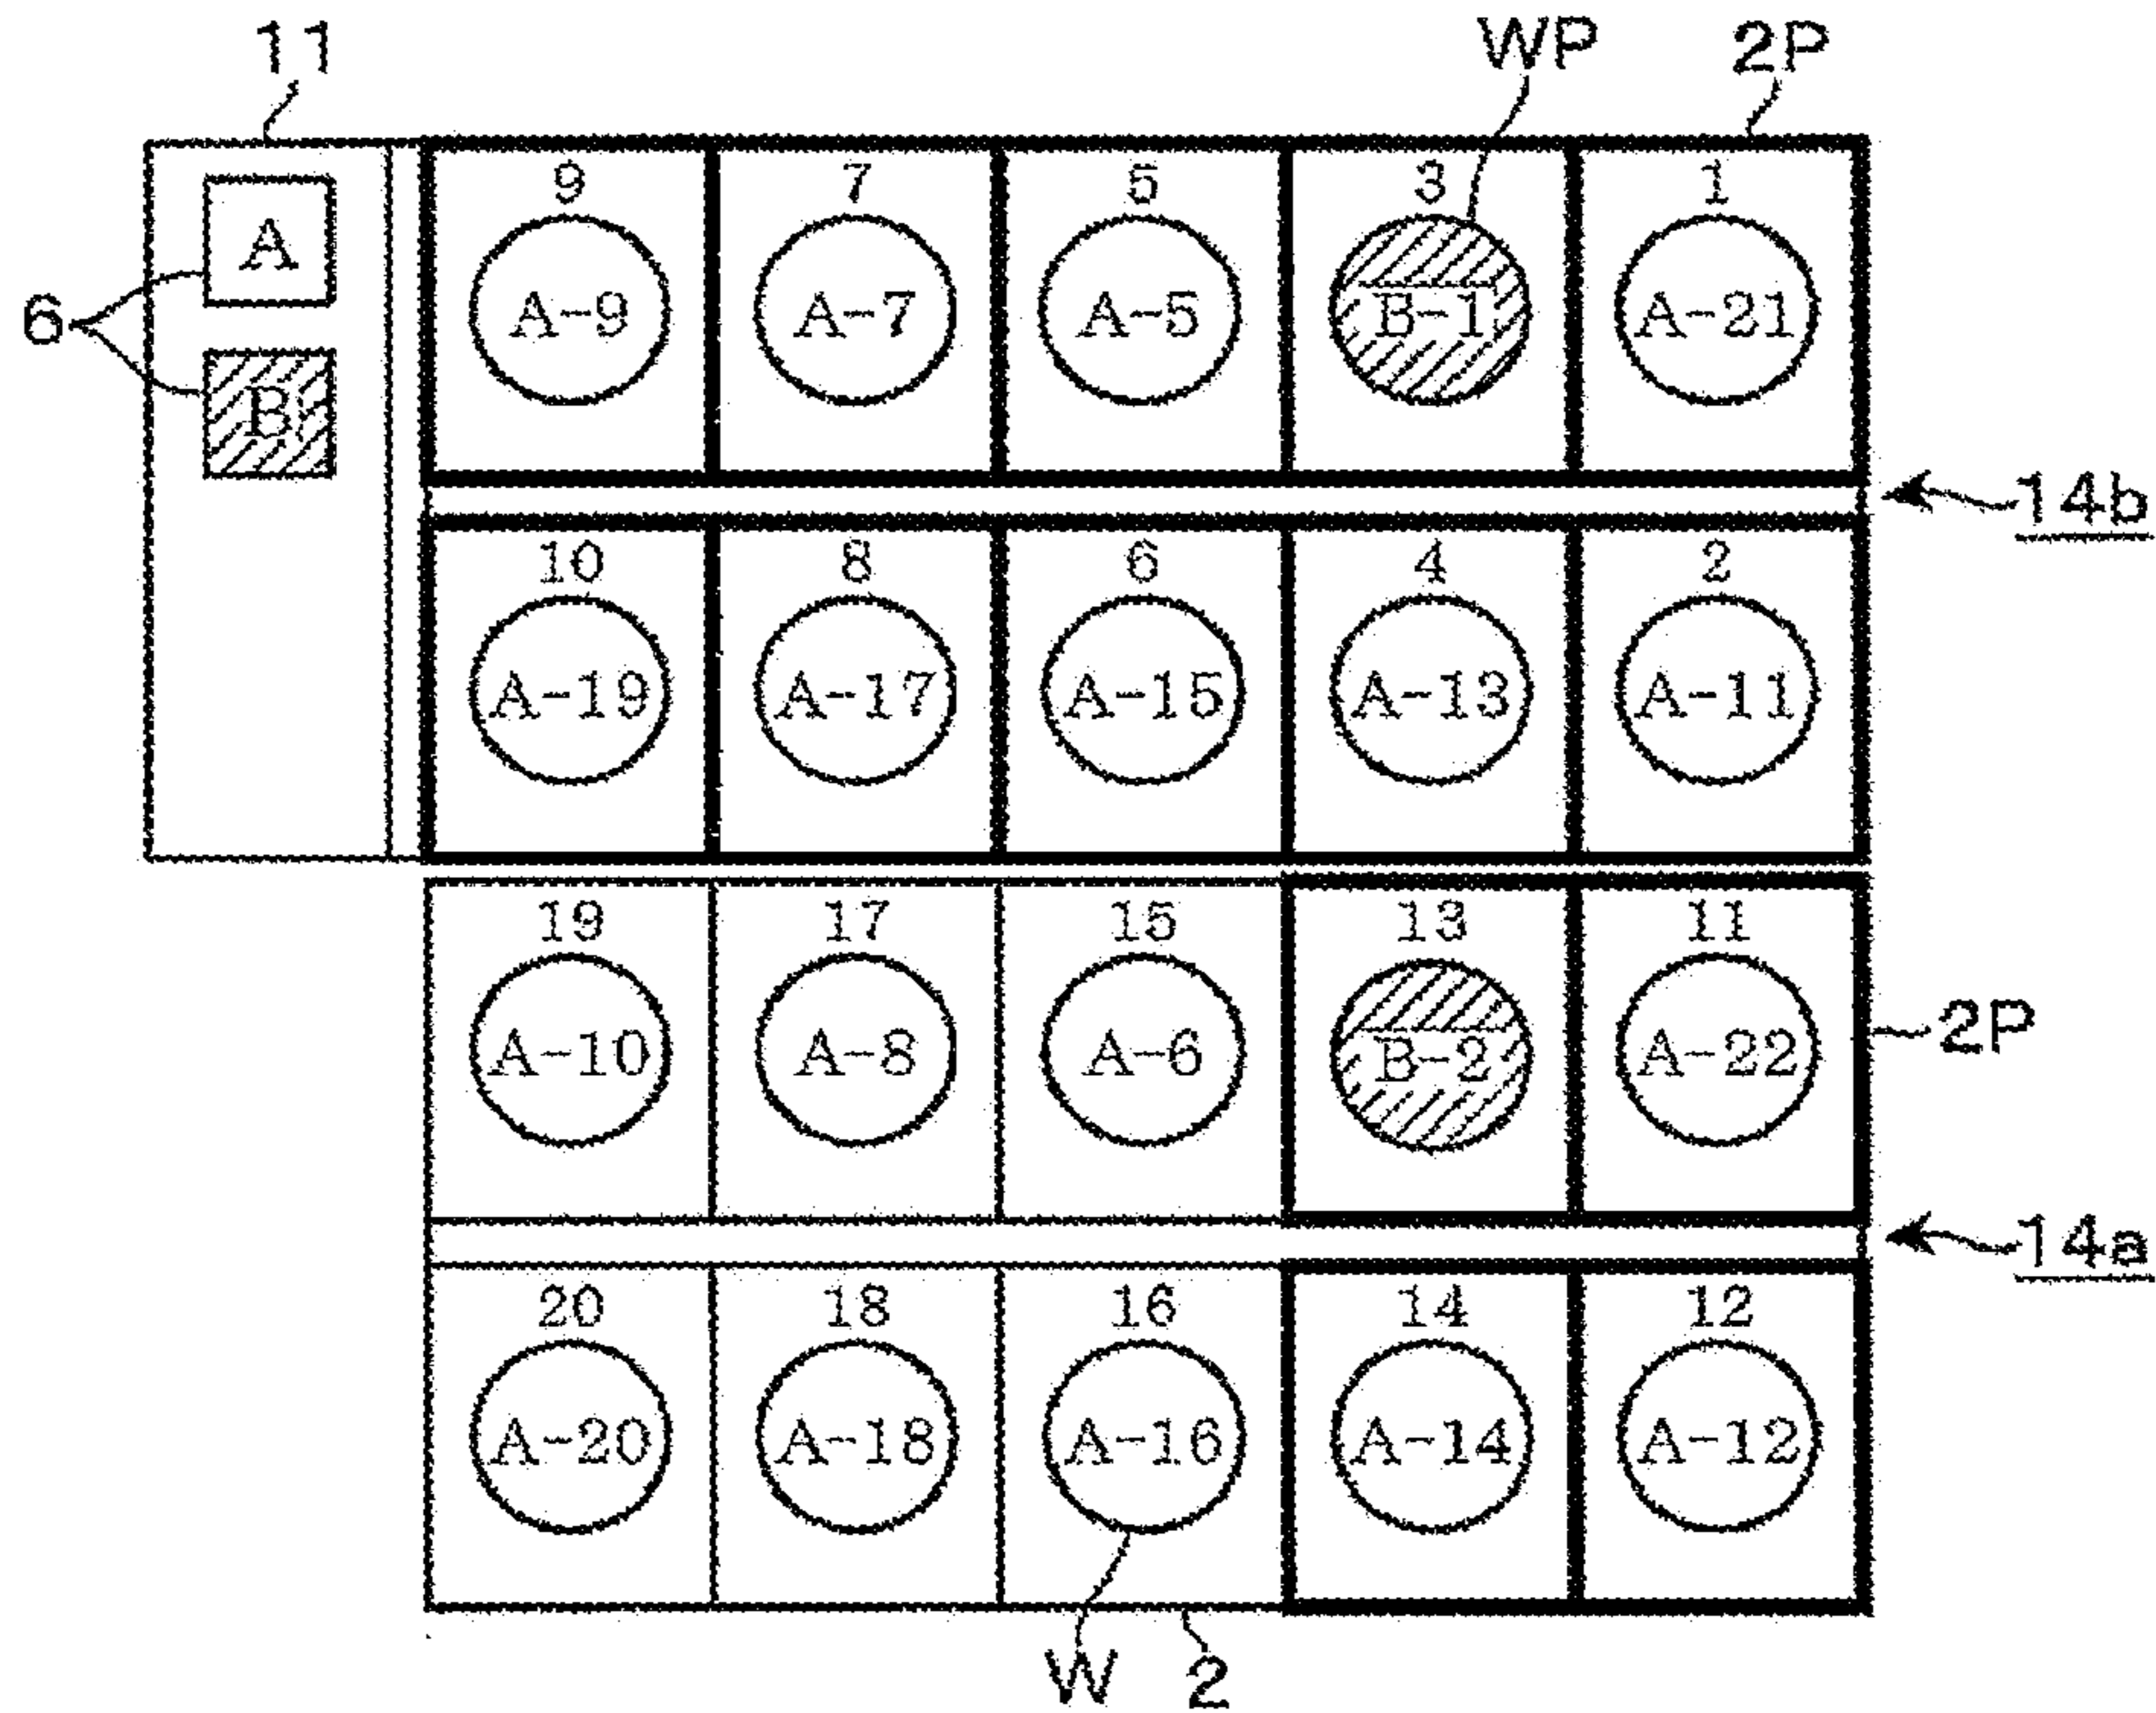 11 WP 2P
A 9 7 5 3 1
6 A-9 A-7 A-5 B-1 A-21
B
14b
10 8 6 4 2
A-19 A-17 A-15 A-13 A-11
19 17 15 13 11
A-10 A-8 A-6 B-2 A-22 2P
14a
20 18 16 14 12
A-20 A-18 A-16 A-14 A-12
W 2